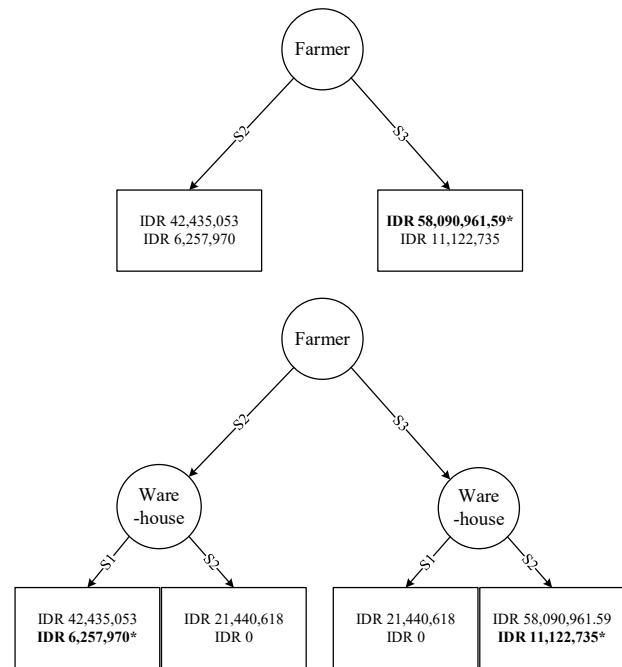 Farmer
S2
S3
IDR 42,435,053
IDR 6,257,970
IDR 58,090,961,59*
IDR 11,122,735
Farmer
S2
S3
Ware
-house
Ware
-house
S1
S2
S1
S2
IDR 42,435,053
IDR 6,257,970*
IDR 21,440,618
IDR 0
IDR 21,440,618
IDR 0
IDR 58,090,961.59
IDR 11,122,735*